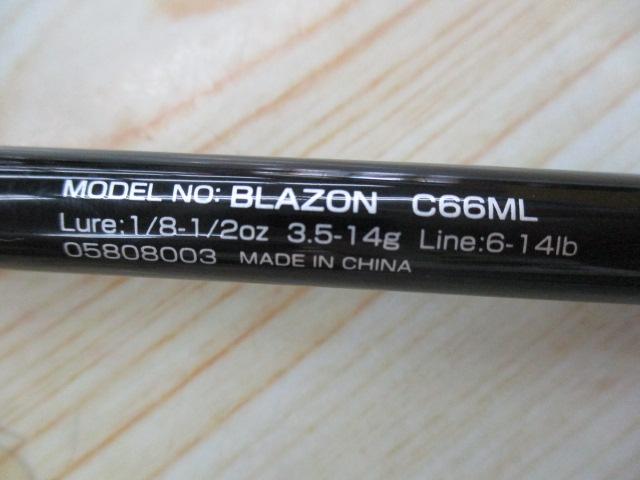 MODEL NO: BLAZON C66ML
Lure:1/8-1/2oz 3.5-14g Line:6-14lb
05808003 MADE IN CHINA